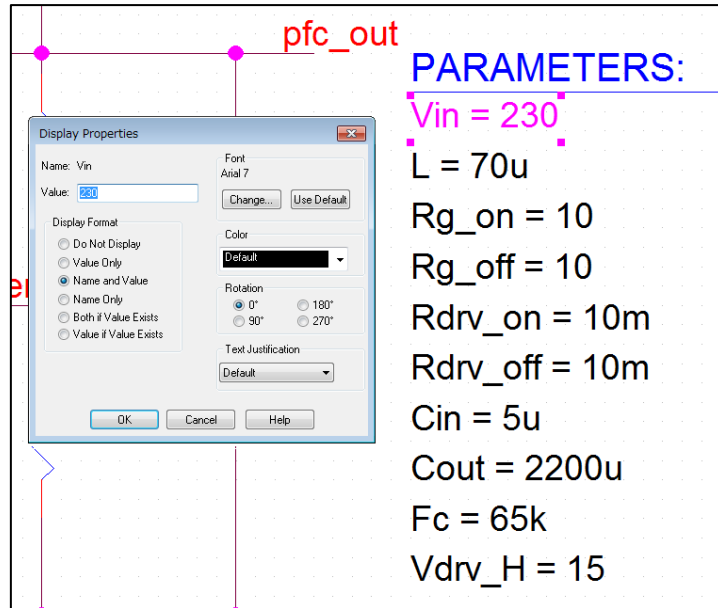 pfc_out
PARAMETERS:
Vin = 230
L = 70u
Rg_on = 10
Rg_off = 10
Rdrv_on = 10m
Rdrv_off = 10m
Cin = 5u
Cout = 2200u
Fc = 65k
Vdrv_H = 15
Display Properties
Name: Vin
Value: 230
Display Format
Do Not Display
Value Only
Name and Value
Name Only
Both if Value Exists
Value if Value Exists
Font
Arial 7
Change... Use Default
Color
Default
Rotation
0° 180°
90° 270°
Text Justification
Default
OK Cancel Help